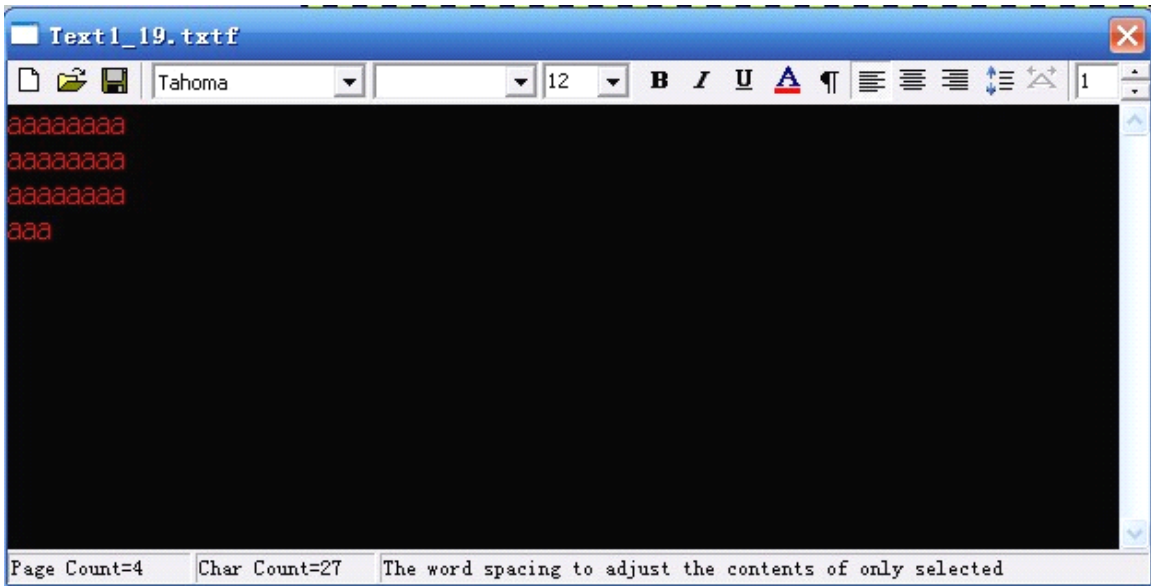 Text1_19.txtf
Tahoma 12 B I U A ¶ 1
aaaaaaaa
aaaaaaaa
aaaaaaaa
aaa
Page Count=4 Char Count=27 The word spacing to adjust the contents of only selected